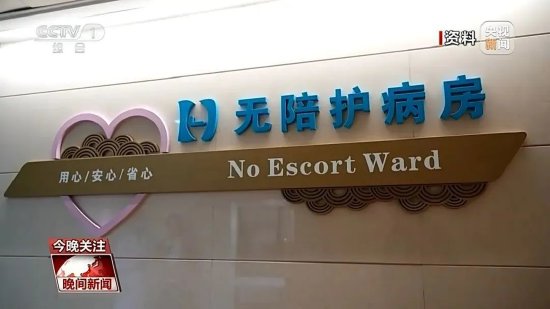 CCTV 1
综合
资料
央视新闻
无陪护病房
用心/安心/省心
No Escort Ward
今晚关注
晚间新闻